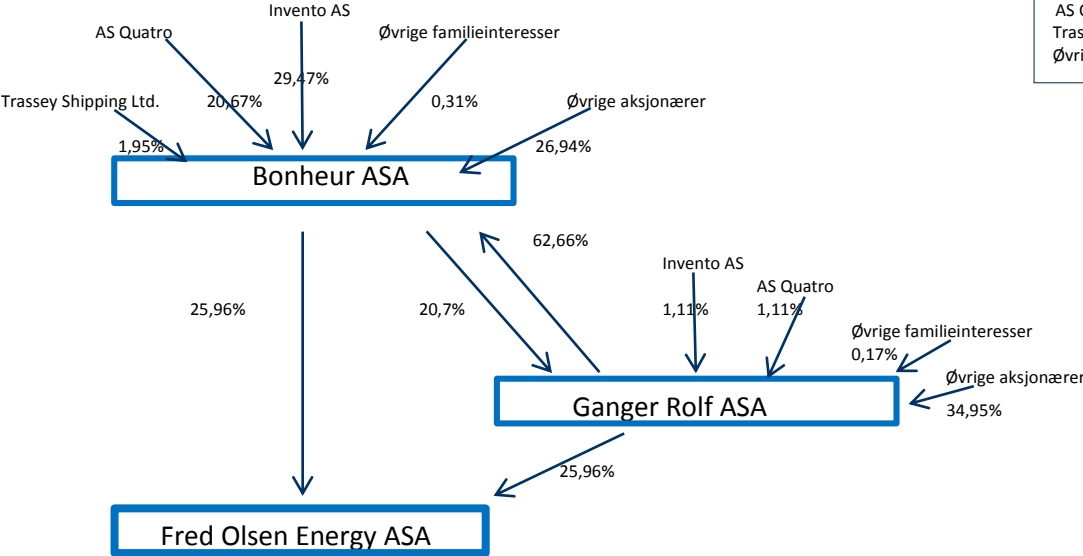 Invento AS
AS Quatro
Øvrige familieinteresser
29,47%
Trassey Shipping Ltd.
20,67%
0,31%
Øvrige aksjonærer
1,95%
26,94%
Bonheur ASA
62,66%
Invento AS
AS Quatro
25,96%
20,7%
1,11%
1,11%
Øvrige familieinteresser
0,17%
Øvrige aksjonærer
Ganger Rolf ASA
34,95%
25,96%
Fred Olsen Energy ASA
AS